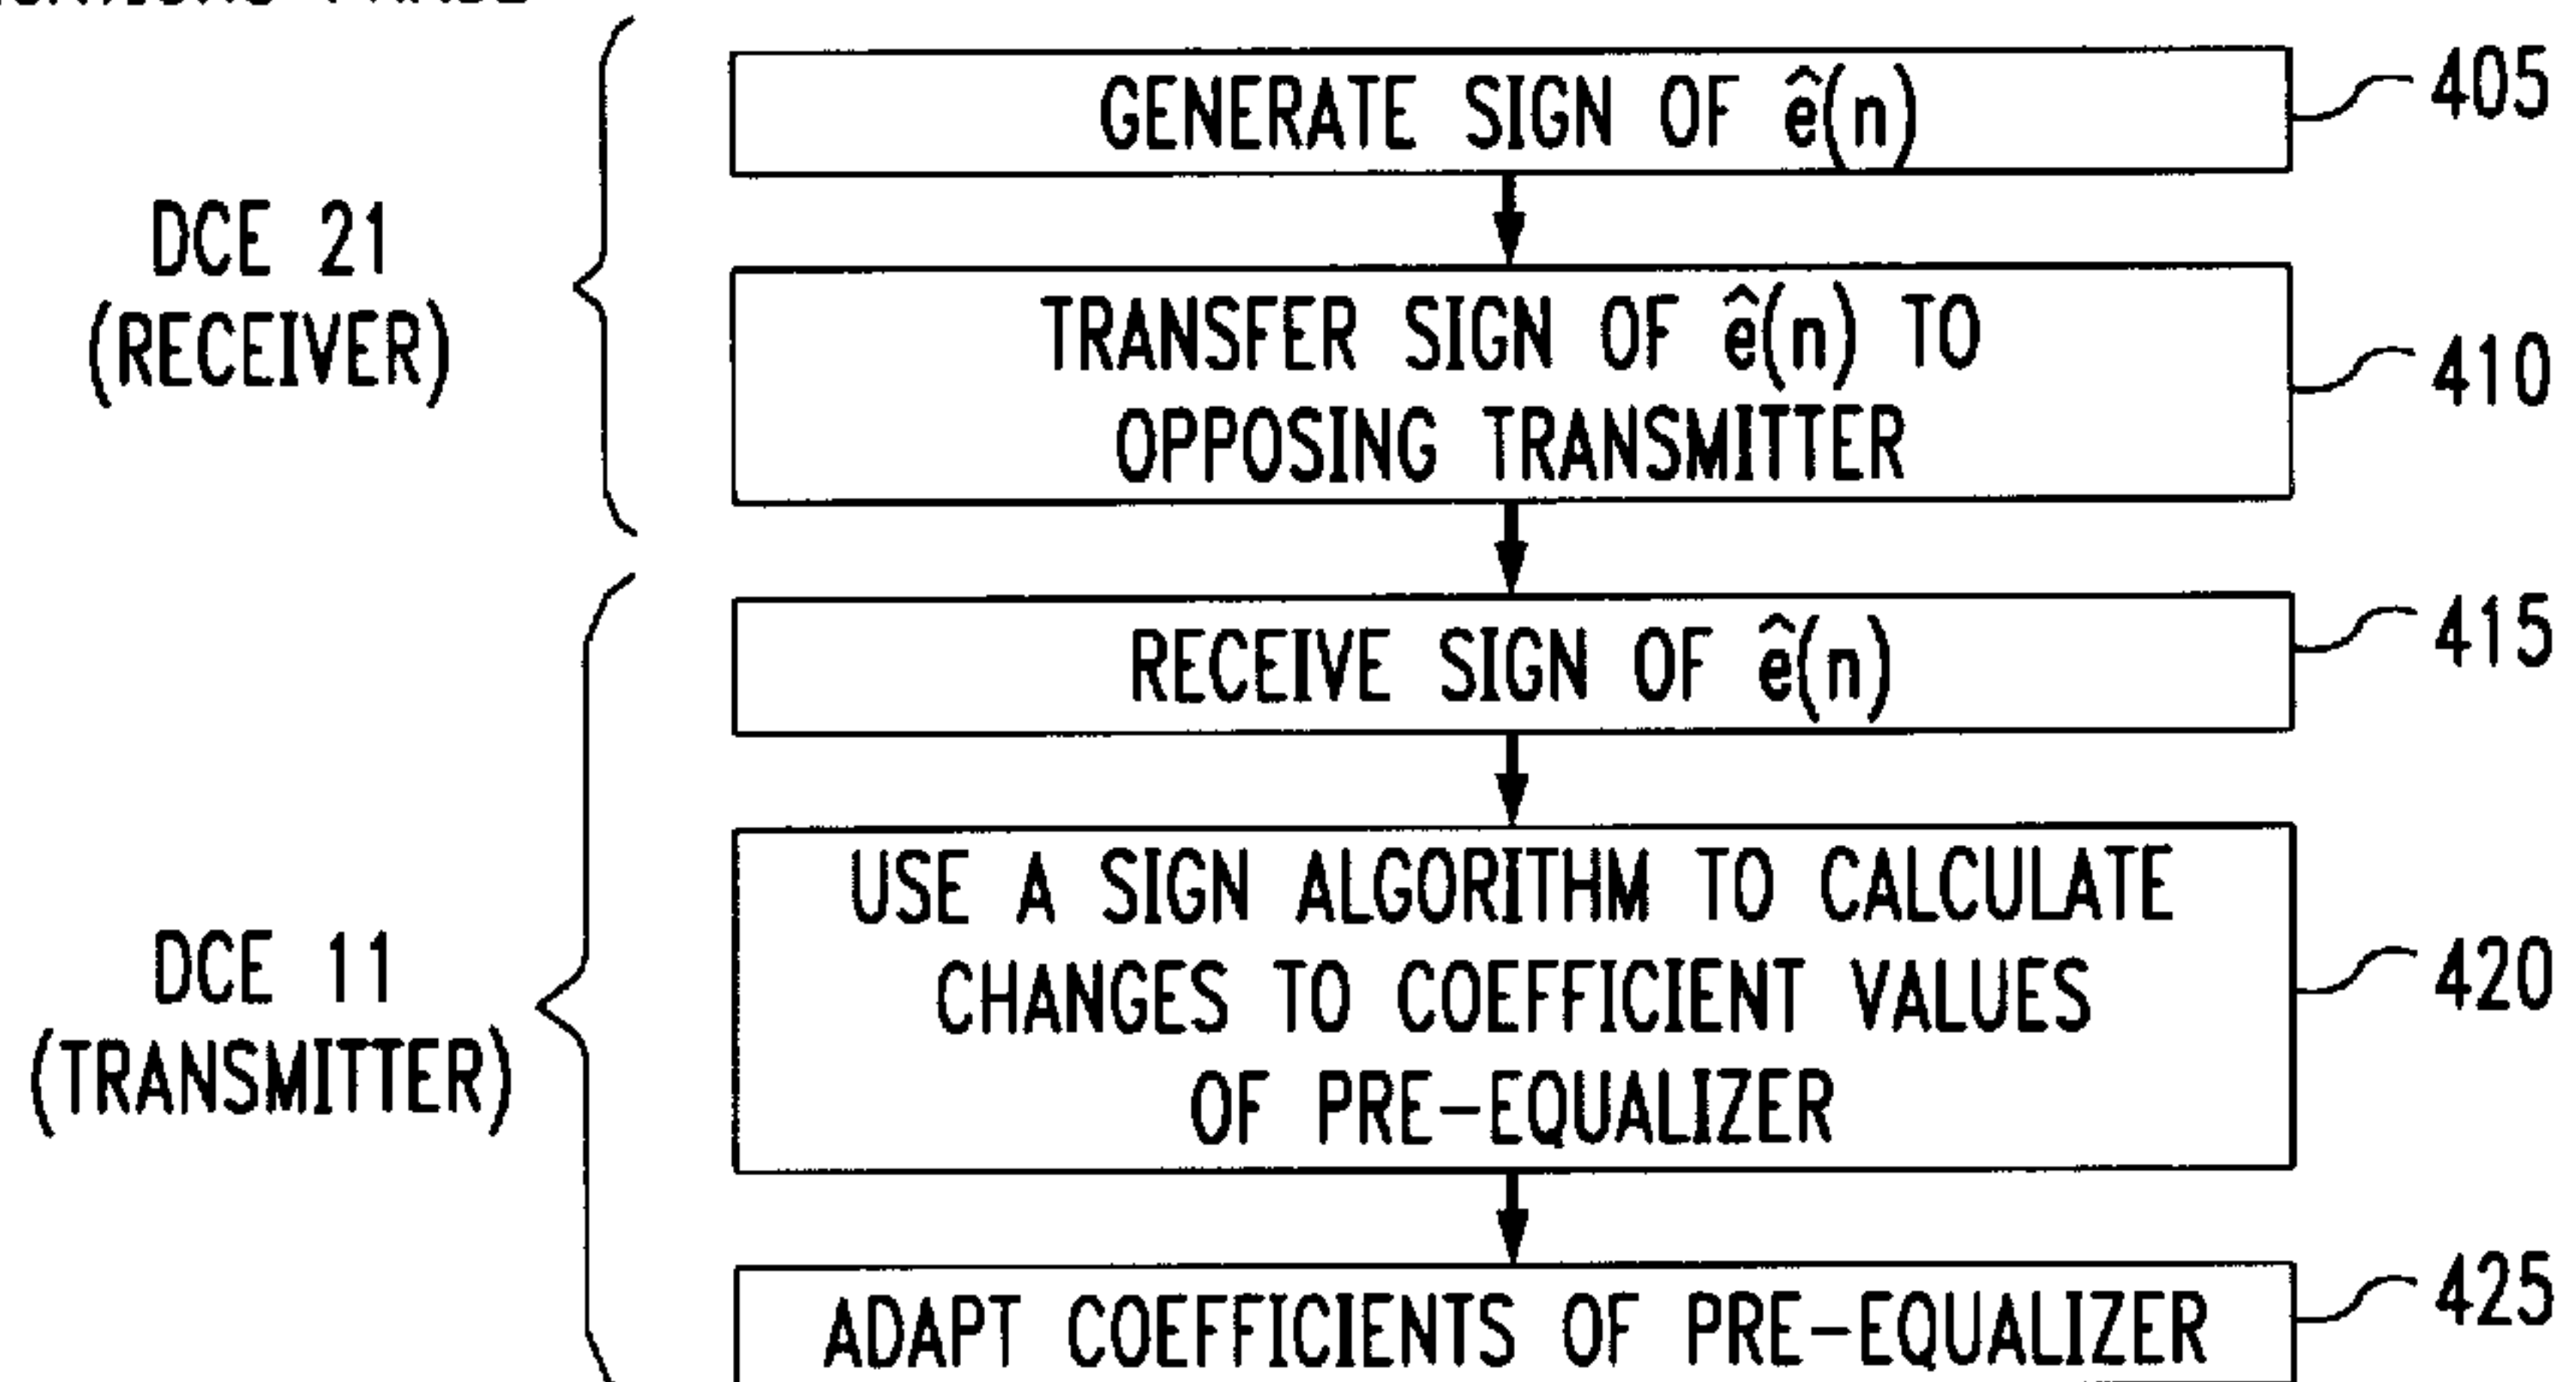 GENERATE SIGN OF ê(n)
405
DCE 21
(RECEIVER)
TRANSFER SIGN OF ê(n) TO
OPPOSING TRANSMITTER
410
RECEIVE SIGN OF ê(n)
415
DCE 11
(TRANSMITTER)
USE A SIGN ALGORITHM TO CALCULATE
CHANGES TO COEFFICIENT VALUES
OF PRE-EQUALIZER
420
ADAPT COEFFICIENTS OF PRE-EQUALIZER
425